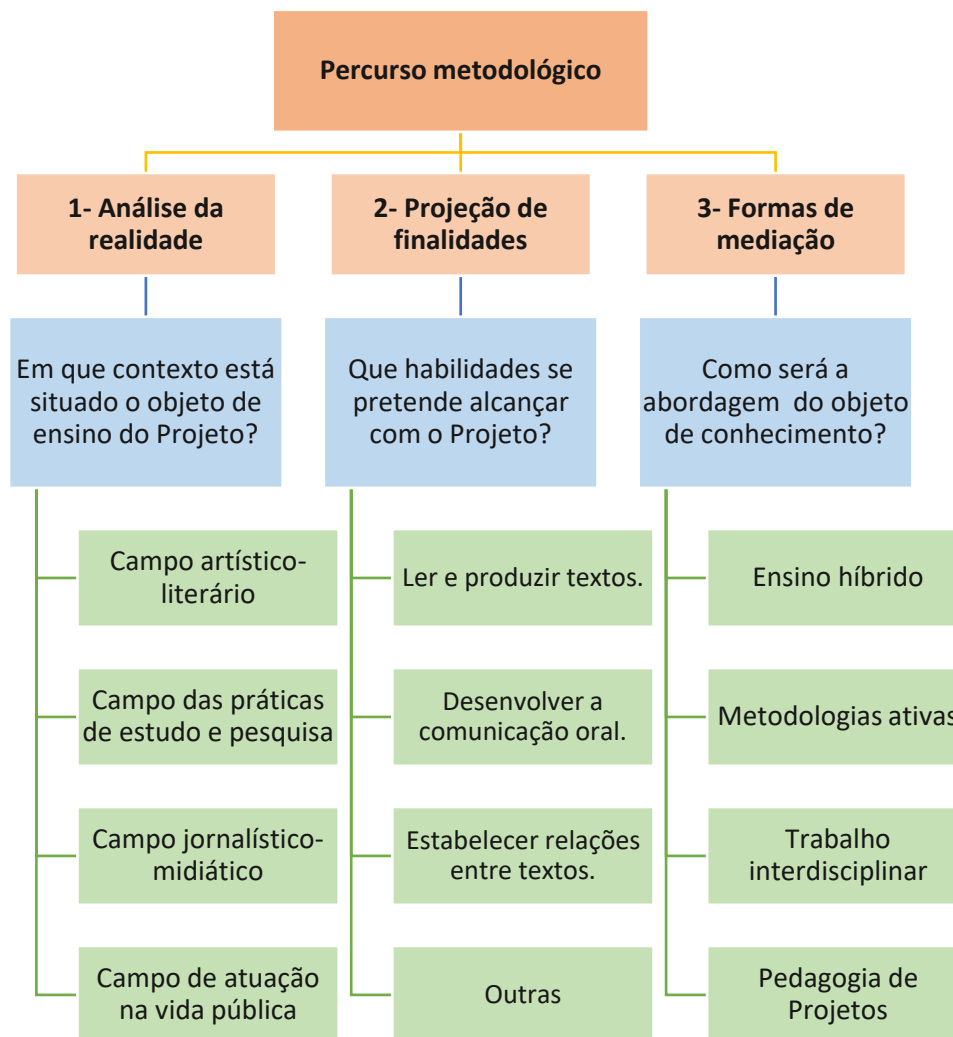 Percurso metodológico
1- Análise da
realidade
2- Projeção de
finalidades
3- Formas de
mediação
Em que contexto está
situado o objeto de
ensino do Projeto?
Que habilidades se
pretende alcançar
com o Projeto?
Como será a
abordagem do objeto
de conhecimento?
Campo artístico-
literário
Campo das práticas
de estudo e pesquisa
Campo jornalístico-
midiático
Campo de atuação
na vida pública
Ler e produzir textos.
Desenvolver a
comunicação oral.
Estabelecer relações
entre textos.
Outras
Ensino híbrido
Metodologias ativas
Trabalho
interdisciplinar
Pedagogia de
Projetos